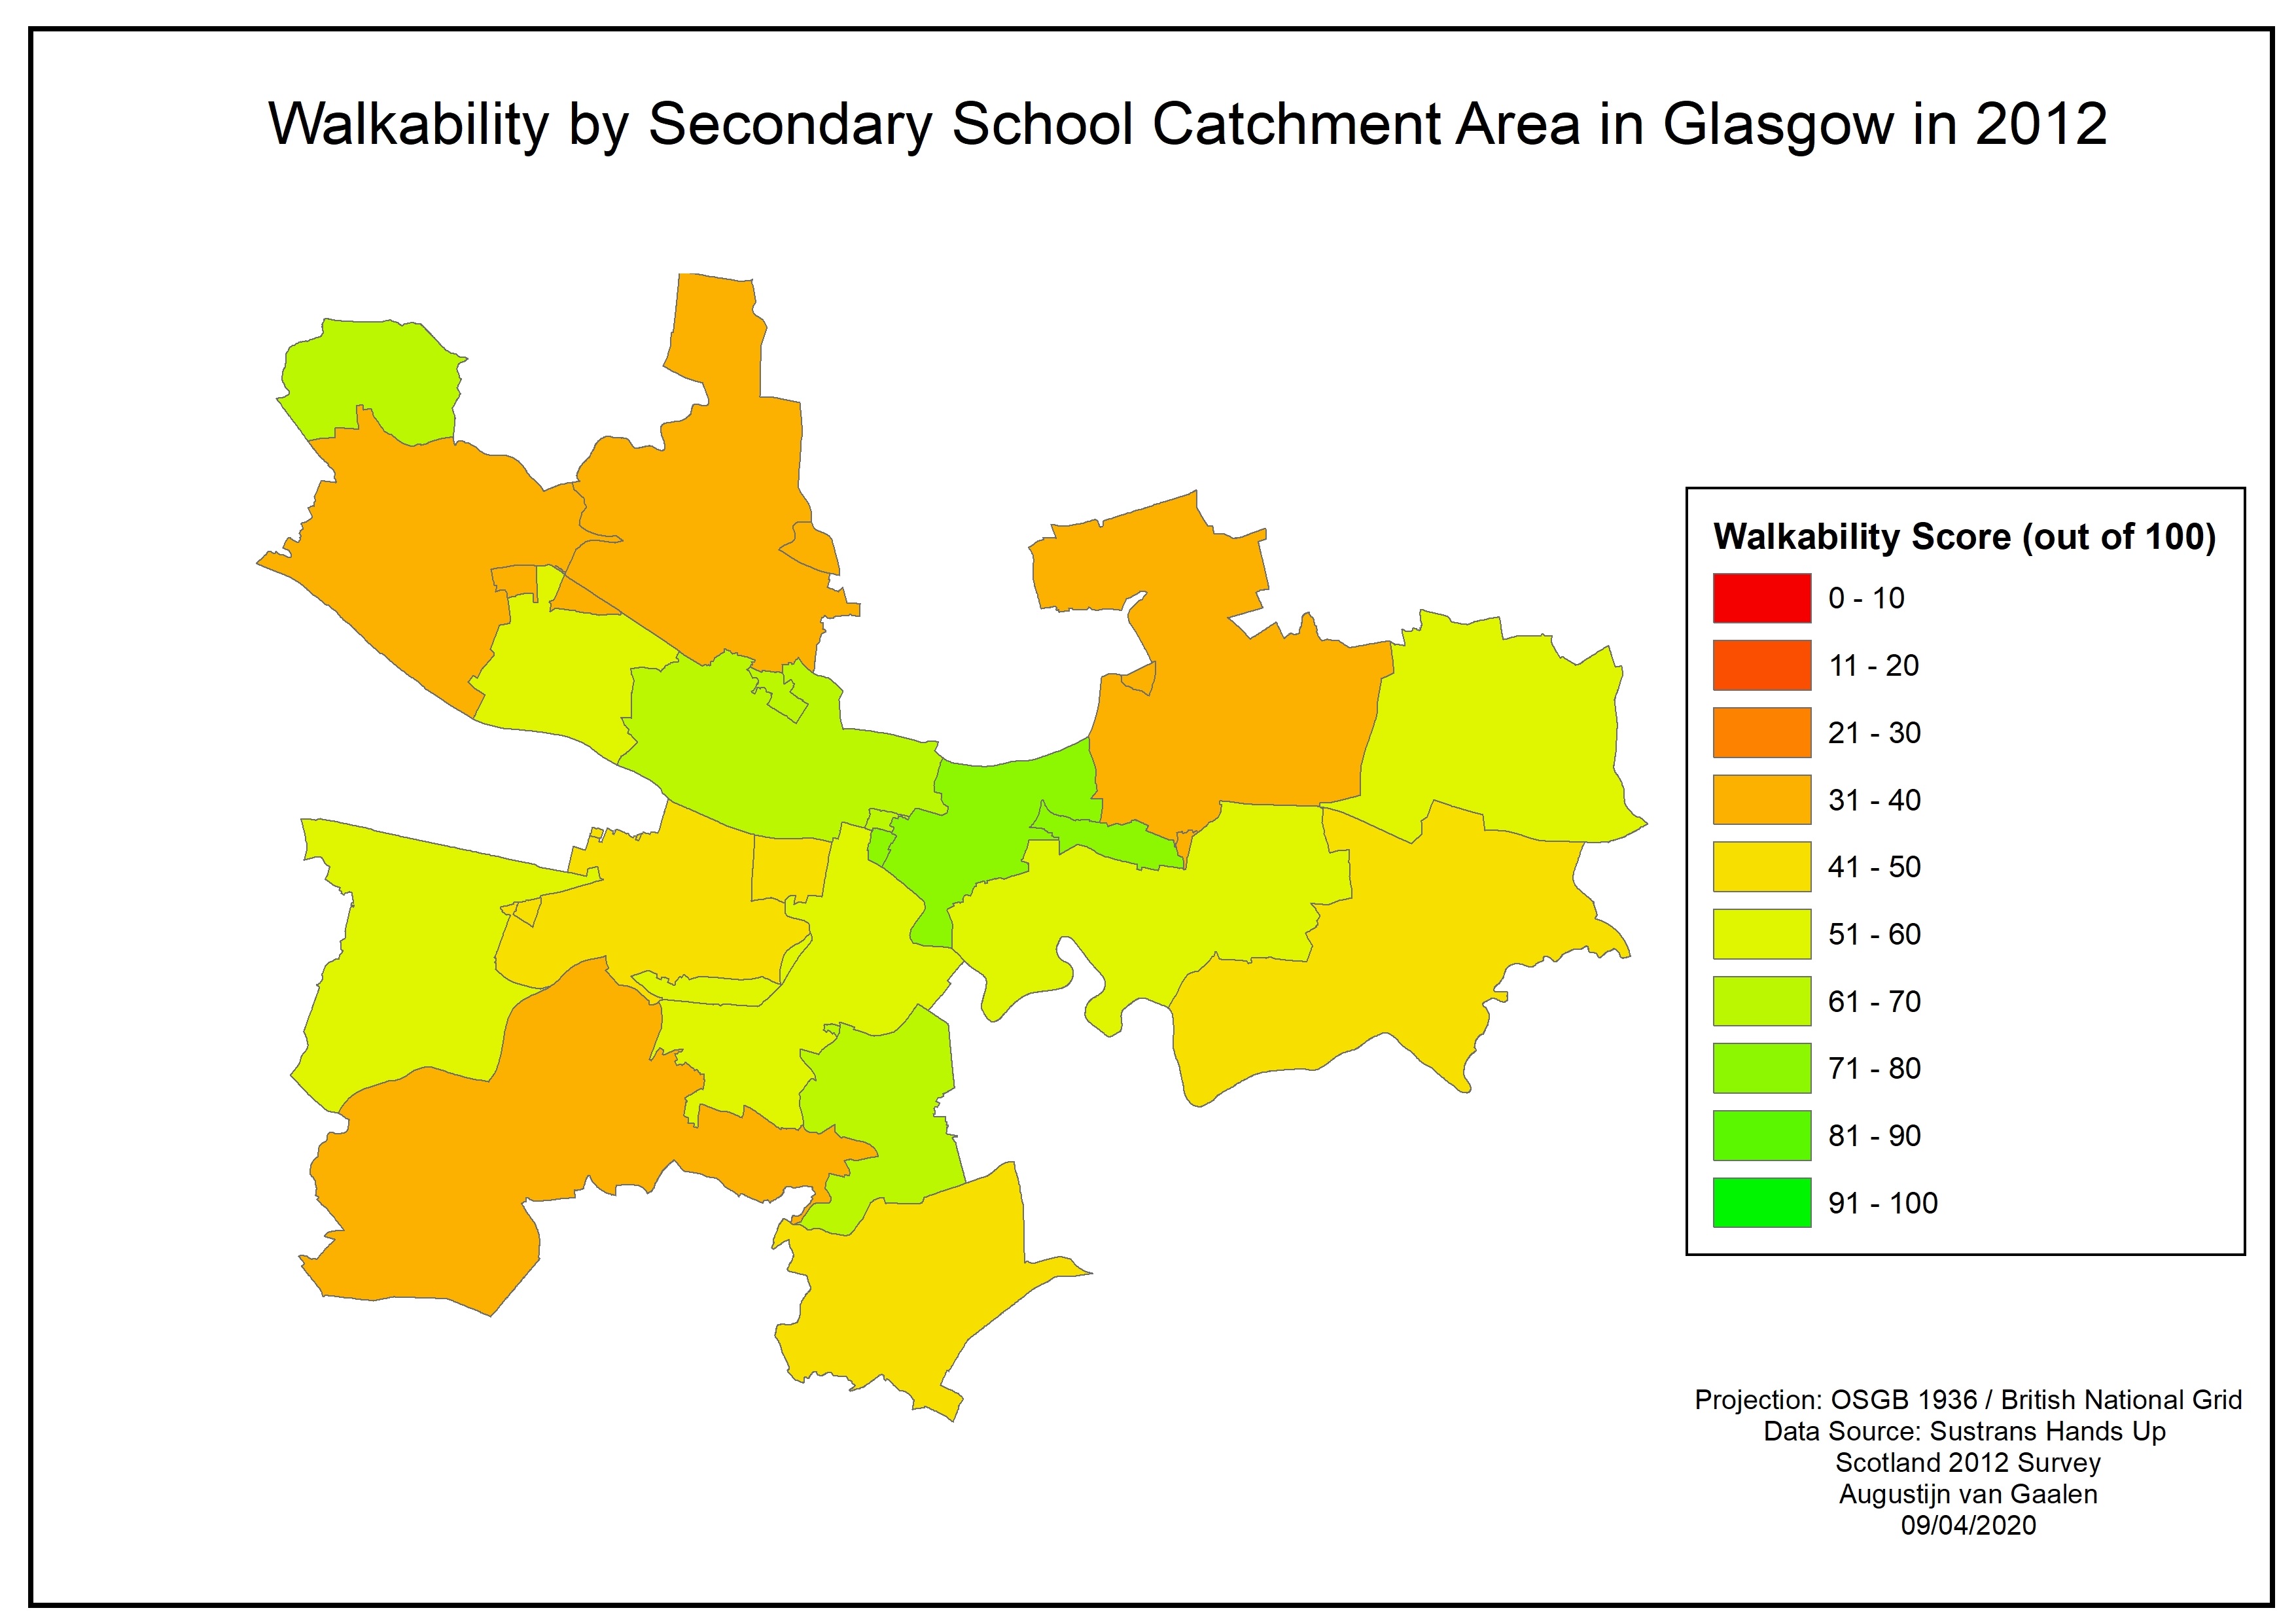 Walkability by Secondary School Catchment Area in Glasgow in 2012
Walkability Score (out of 100)
0 - 10
11 - 20
21 - 30
31 - 40
41 - 50
51 - 60
61 - 70
71 - 80
81 - 90
91 - 100
Projection: OSGB 1936 / British National Grid
Data Source: Sustrans Hands Up
Scotland 2012 Survey
Augustijn van Gaalen
09/04/2020